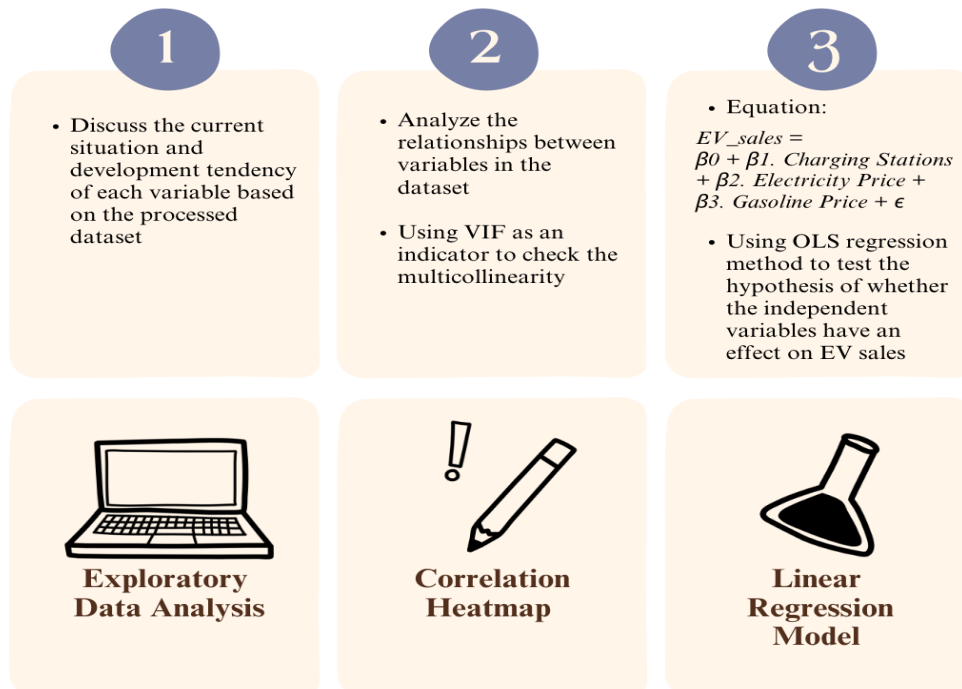 1
• Discuss the current
situation and
development tendency
of each variable based
on the processed
dataset
Exploratory
Data Analysis
2
• Analyze the
relationships between
variables in the
dataset
• Using VIF as an
indicator to check the
multicollinearity
Correlation
Heatmap
3
• Equation:
EV_sales =
β0 + β1. Charging Stations
+ β2. Electricity Price +
β3. Gasoline Price + ϵ
• Using OLS regression
method to test the
hypothesis of whether
the independent
variables have an
effect on EV sales
Linear
Regression
Model